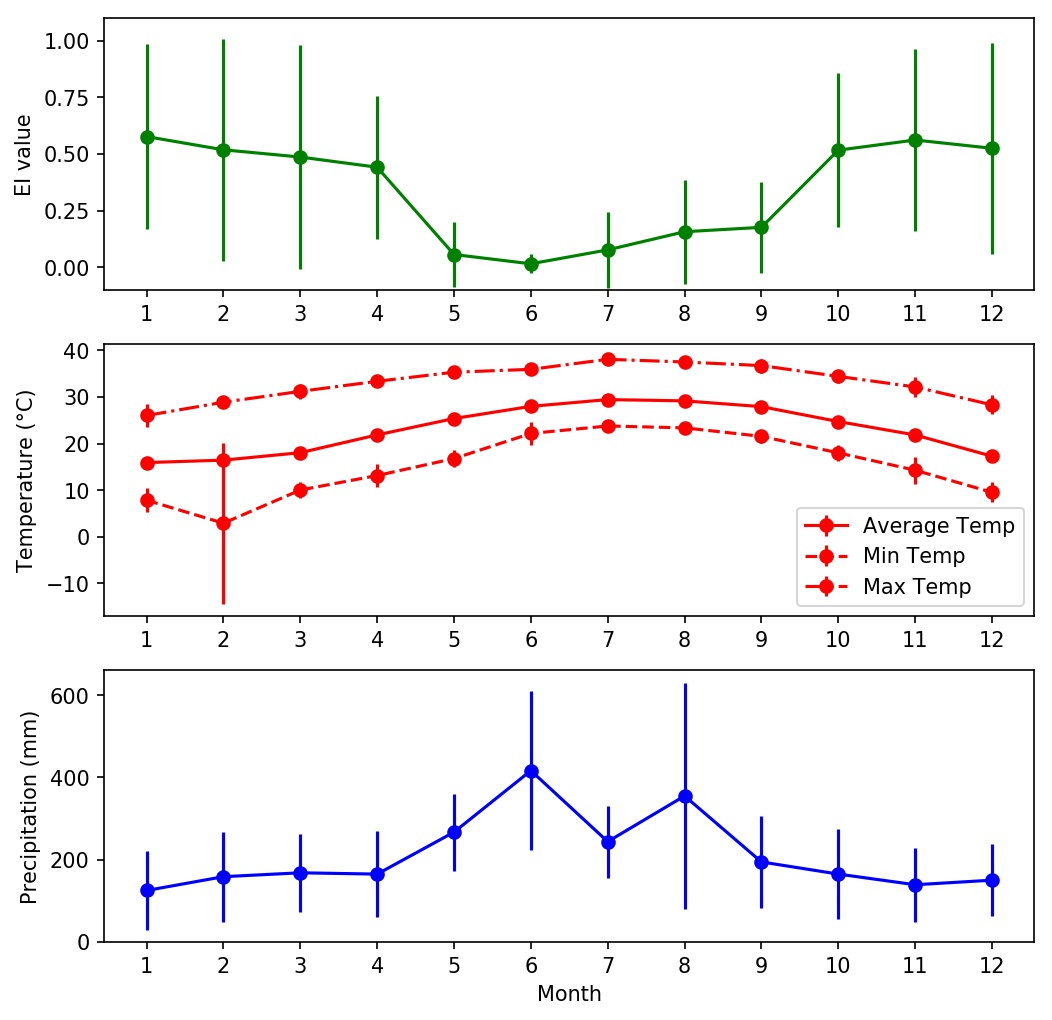 EI value
1.00
0.75
0.50
0.25
0.00
1 2 3 4 5 6 7 8 9 10 11 12
Temperature (°C)
40
30
20
10
0
−10
Average Temp
Min Temp
Max Temp
1 2 3 4 5 6 7 8 9 10 11 12
Precipitation (mm)
600
400
200
0
1 2 3 4 5 6 7 8 9 10 11 12
Month